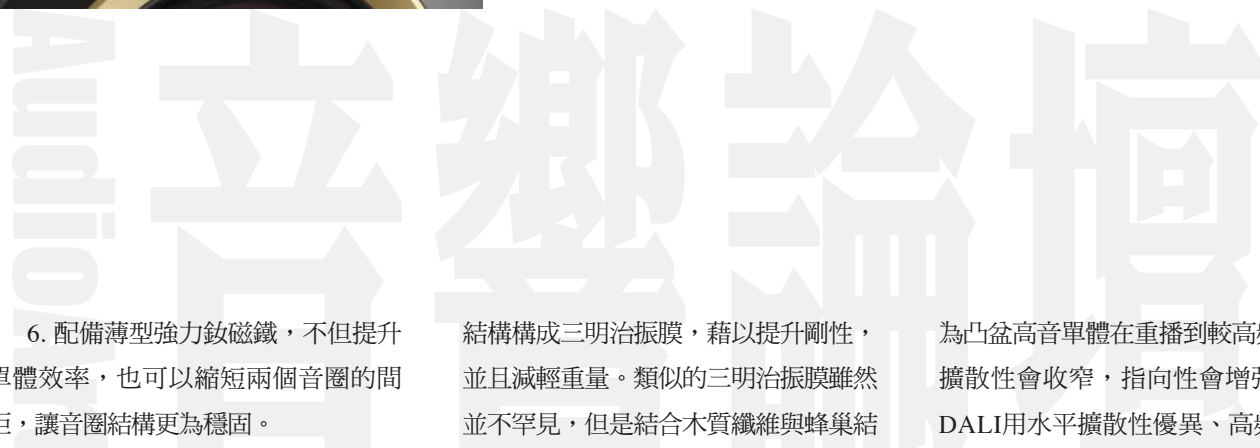 音響論壇
Audio
6. 配備薄型強力釹磁鐵，不但提升
單體效率，也可以縮短兩個音圈的間
距，讓音圈結構更為穩固。
結構構成三明治振膜，藉以提升剛性，
並且減輕重量。類似的三明治振膜雖然
並不罕見，但是結合木質纖維與蜂巢結
為凸盆高音單體在重播到較高
擴散性會收窄，指向性會增
DALI用水平擴散性優異、高